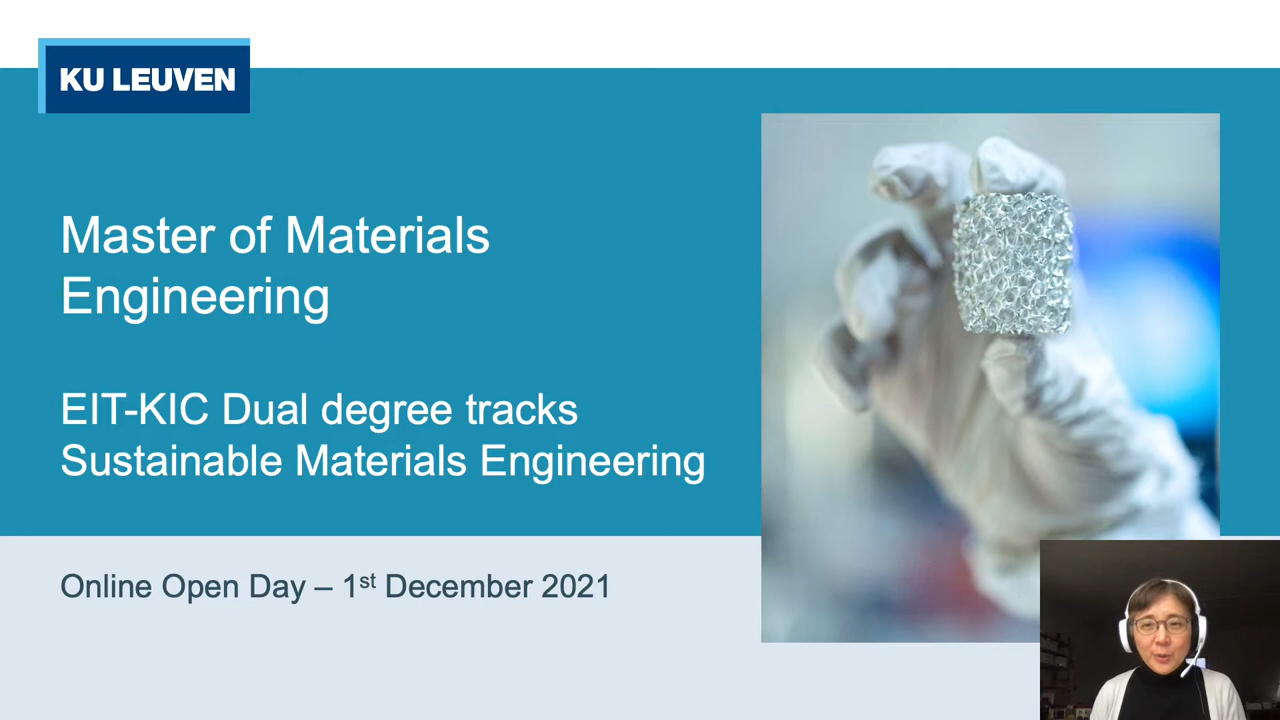 KU LEUVEN
Master of Materials
Engineering
EIT-KIC Dual degree tracks
Sustainable Materials Engineering
Online Open Day – 1st December 2021